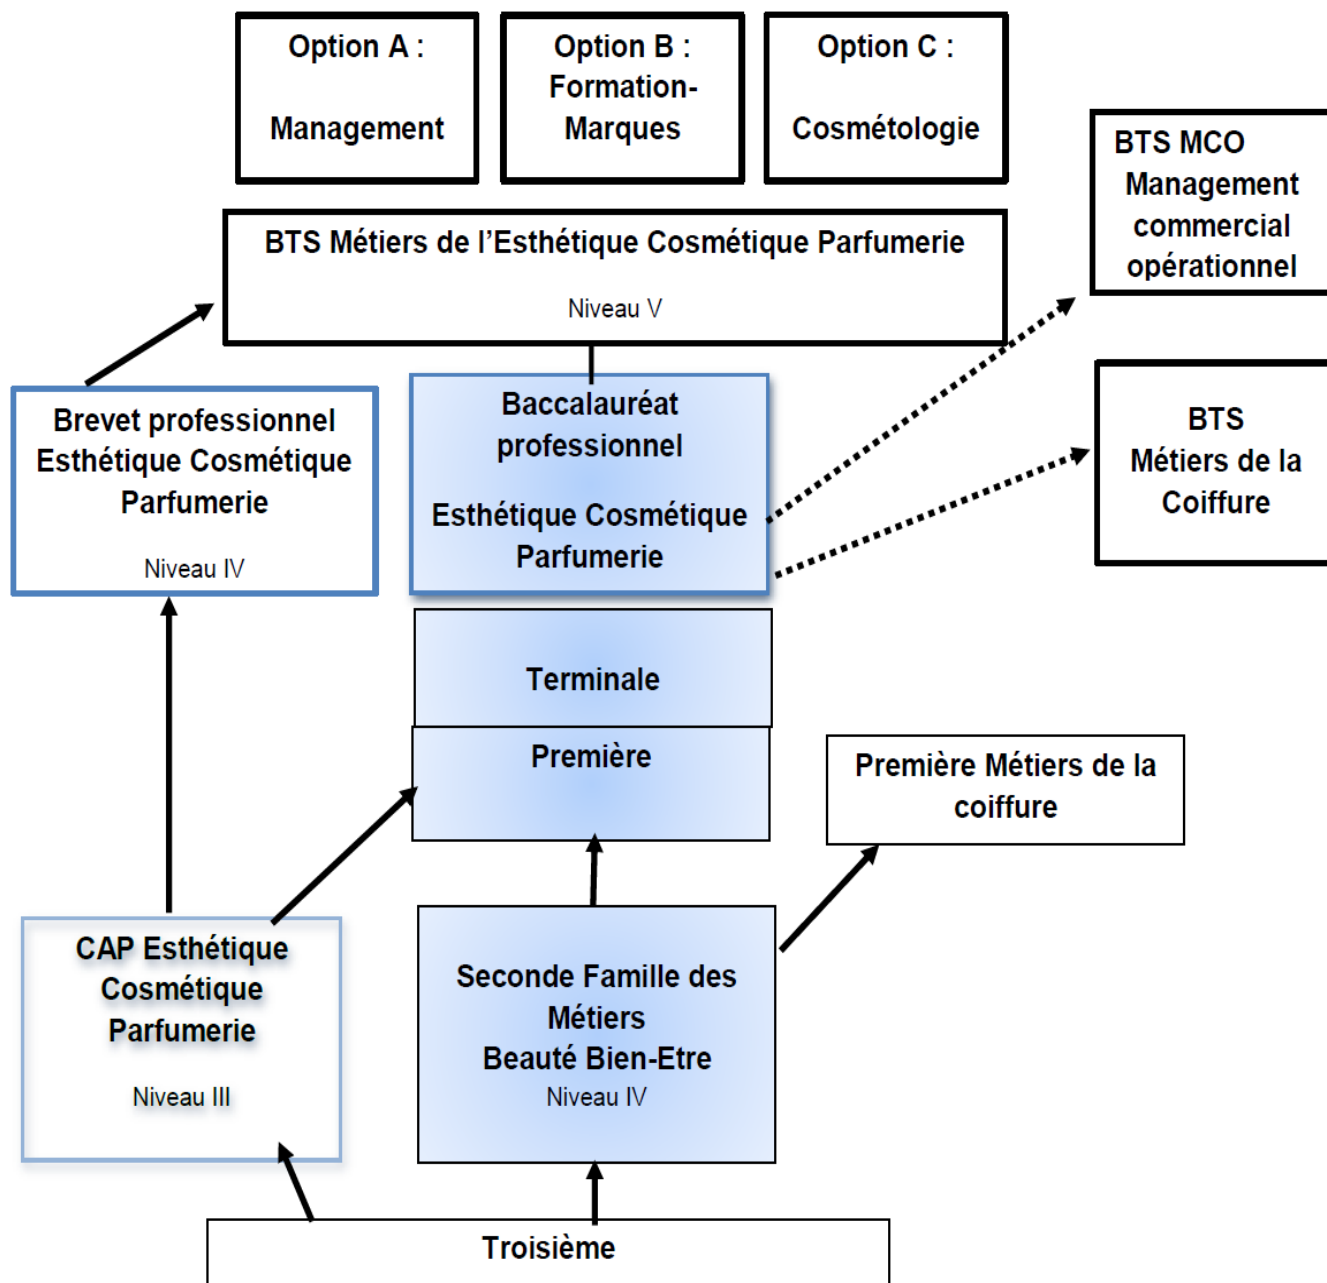 Option A :
Management
Option B :
Formation-
Marques
Option C :
Cosmétologie
BTS MCO
Management
commercial
opérationnel
BTS Métiers de l’Esthétique Cosmétique Parfumerie
Niveau V
Brevet professionnel
Esthétique Cosmétique
Parfumerie
Niveau IV
Baccalauréat
professionnel
Esthétique Cosmétique
Parfumerie
BTS
Métiers de la
Coiffure
Terminale
Première
Première Métiers de la
coiffure
CAP Esthétique
Cosmétique
Parfumerie
Niveau III
Seconde Famille des
Métiers
Beauté Bien-Etre
Niveau IV
Troisième